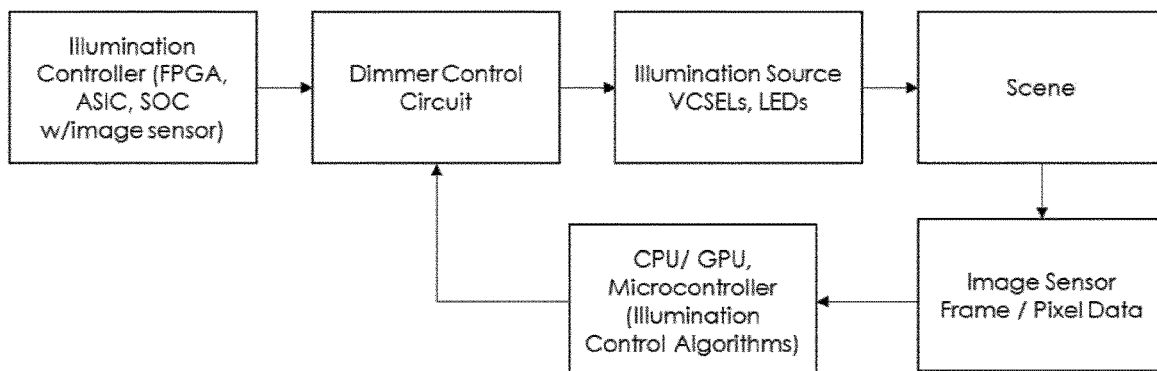 Illumination
Controller (FPGA,
ASIC, SOC
w/image sensor)
Dimmer Control
Circuit
Illumination Source
VCSELs, LEDs
Scene
CPU/ GPU,
Microcontroller
(Illumination
Control Algorithms)
Image Sensor
Frame / Pixel Data